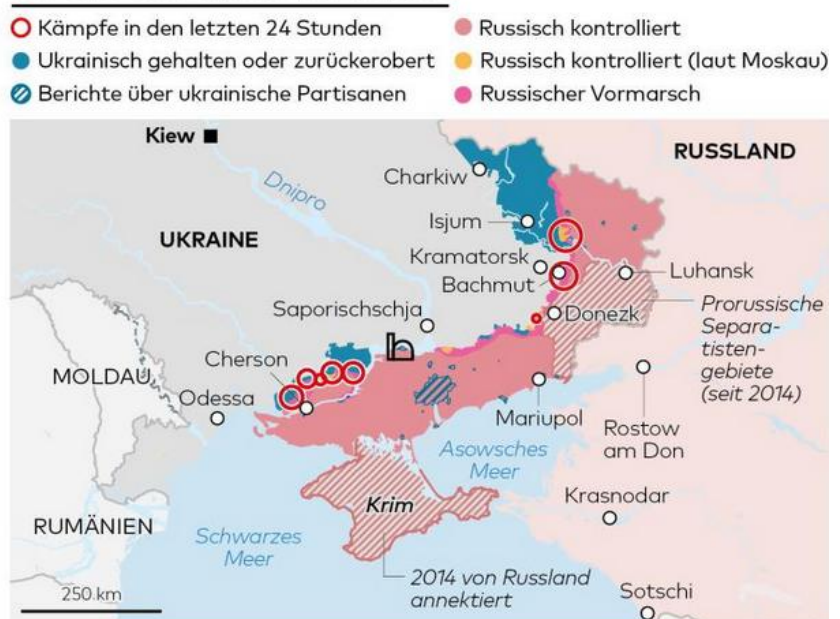 Kämpfe in den letzten 24 Stunden
Ukrainisch gehalten oder zurückerobert
Berichte über ukrainische Partisanen
Russisch kontrolliert
Russisch kontrolliert (laut Moskau)
Russischer Vormarsch
Kiew
RUSSLAND
Charkiw
Dnipro
Isjum
UKRAINE
Kramatorsk
Bachmut
Luhansk
Saporischschja
Donezk
Prorussische
Separa-
tisten-
gebiete
(seit 2014)
Cherson
MOLDAU
Odessa
Mariupol
Rostow
am Don
Asowsches
Meer
Krim
Krasnodar
RUMÄNIEN
Schwarzes
Meer
2014 von Russland
annektiert
Sotschi
250 km